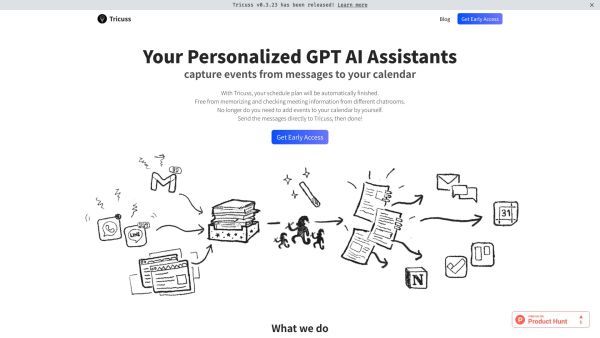 Tricuss v0.3.23 has been released! Learn more
Tricuss
Blog
Get Early Access
Your Personalized GPT AI Assistants
capture events from messages to your calendar
With Tricuss, your schedule plan will be automatically finished.
Free from memorizing and checking meeting information from different chatrooms.
No longer do you need to add events to your calendar by yourself.
Send the messages directly to Tricuss, then done!
Get Early Access
LINE
31
N
Product Hunt
What we do